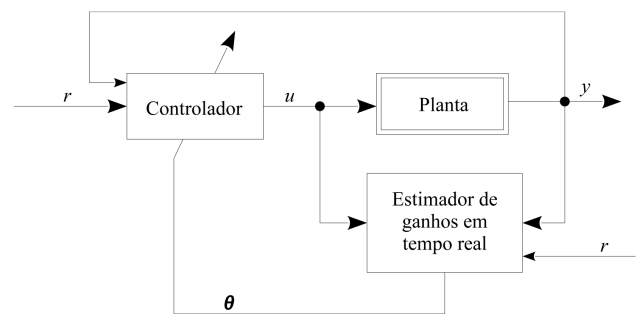 r
Controlador
u
Planta
y
Estimador de
ganhos em
tempo real
r
θ